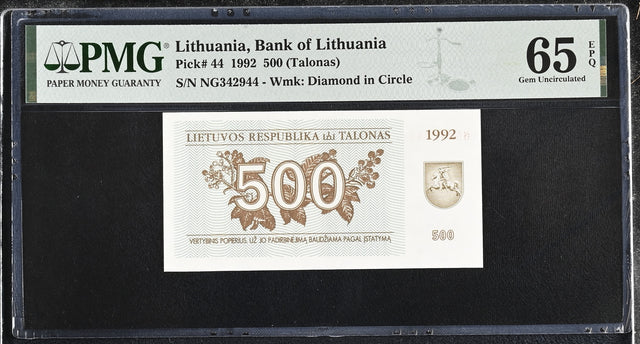 PMG
PAPER MONEY GUARANTY
Lithuania, Bank of Lithuania
Pick# 44 1992 500 (Talonas)
S/N NG342944 - Wmk: Diamond in Circle
65 EPQ
Gem Uncirculated
LIETUVOS RESPUBLIKA TALONAS
1992
500
VERTYBINIS POPIERIUS. UŽ JO PADIRBINĖJIMĄ BAUDŽIAMA PAGAL ĮSTATYMĄ
500